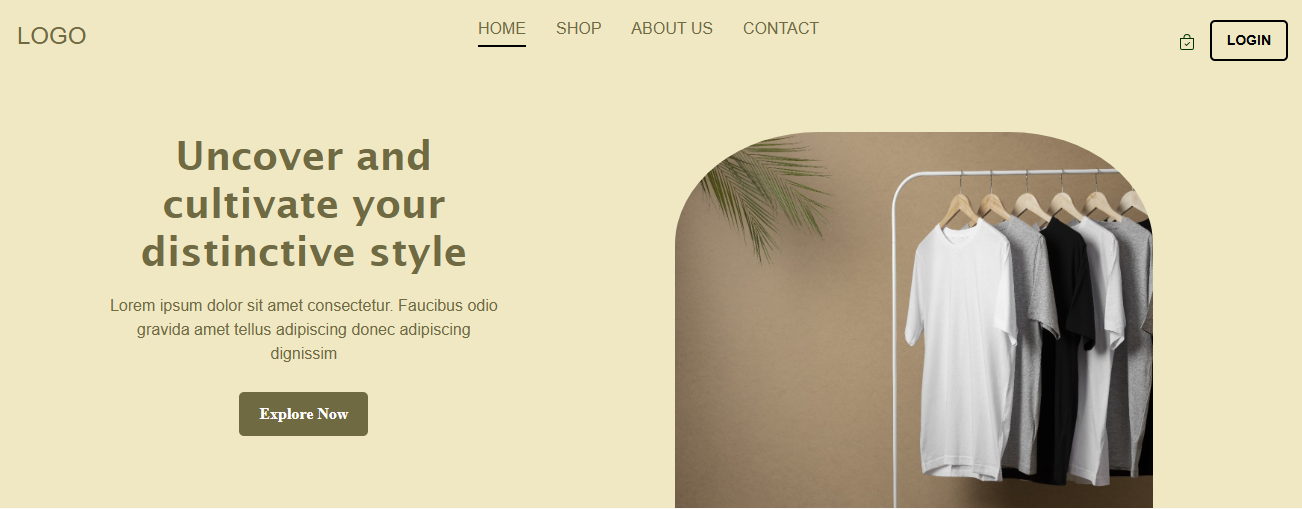 LOGO
HOME SHOP ABOUT US CONTACT
LOGIN
Uncover and
cultivate your
distinctive style
Lorem ipsum dolor sit amet consectetur. Faucibus odio
gravida amet tellus adipiscing donec adipiscing
dignissim
Explore Now